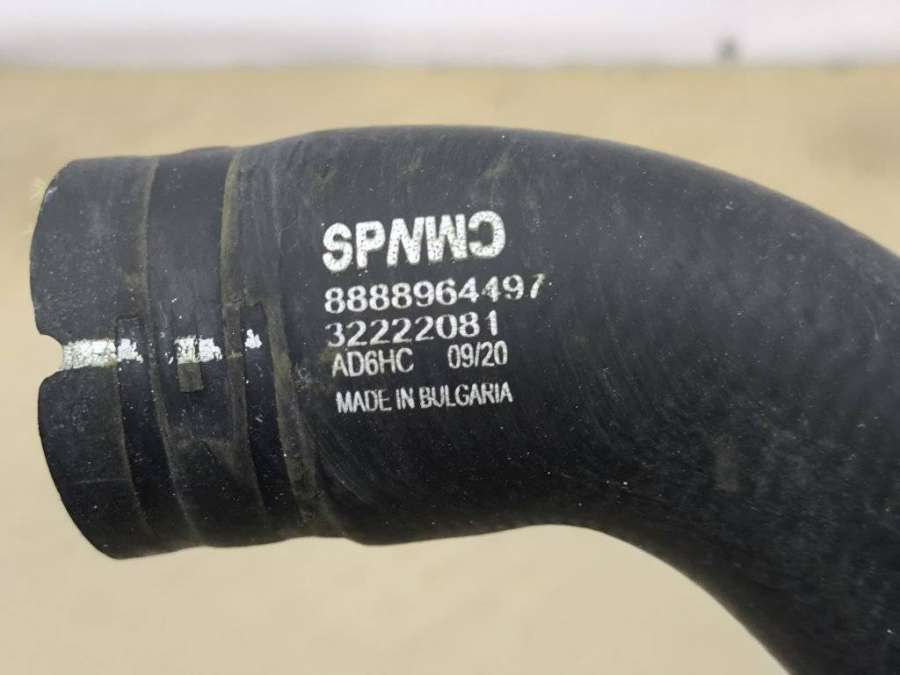 SPNWC
8888964497
32222081
AD6HC 09/20
MADE IN BULGARIA